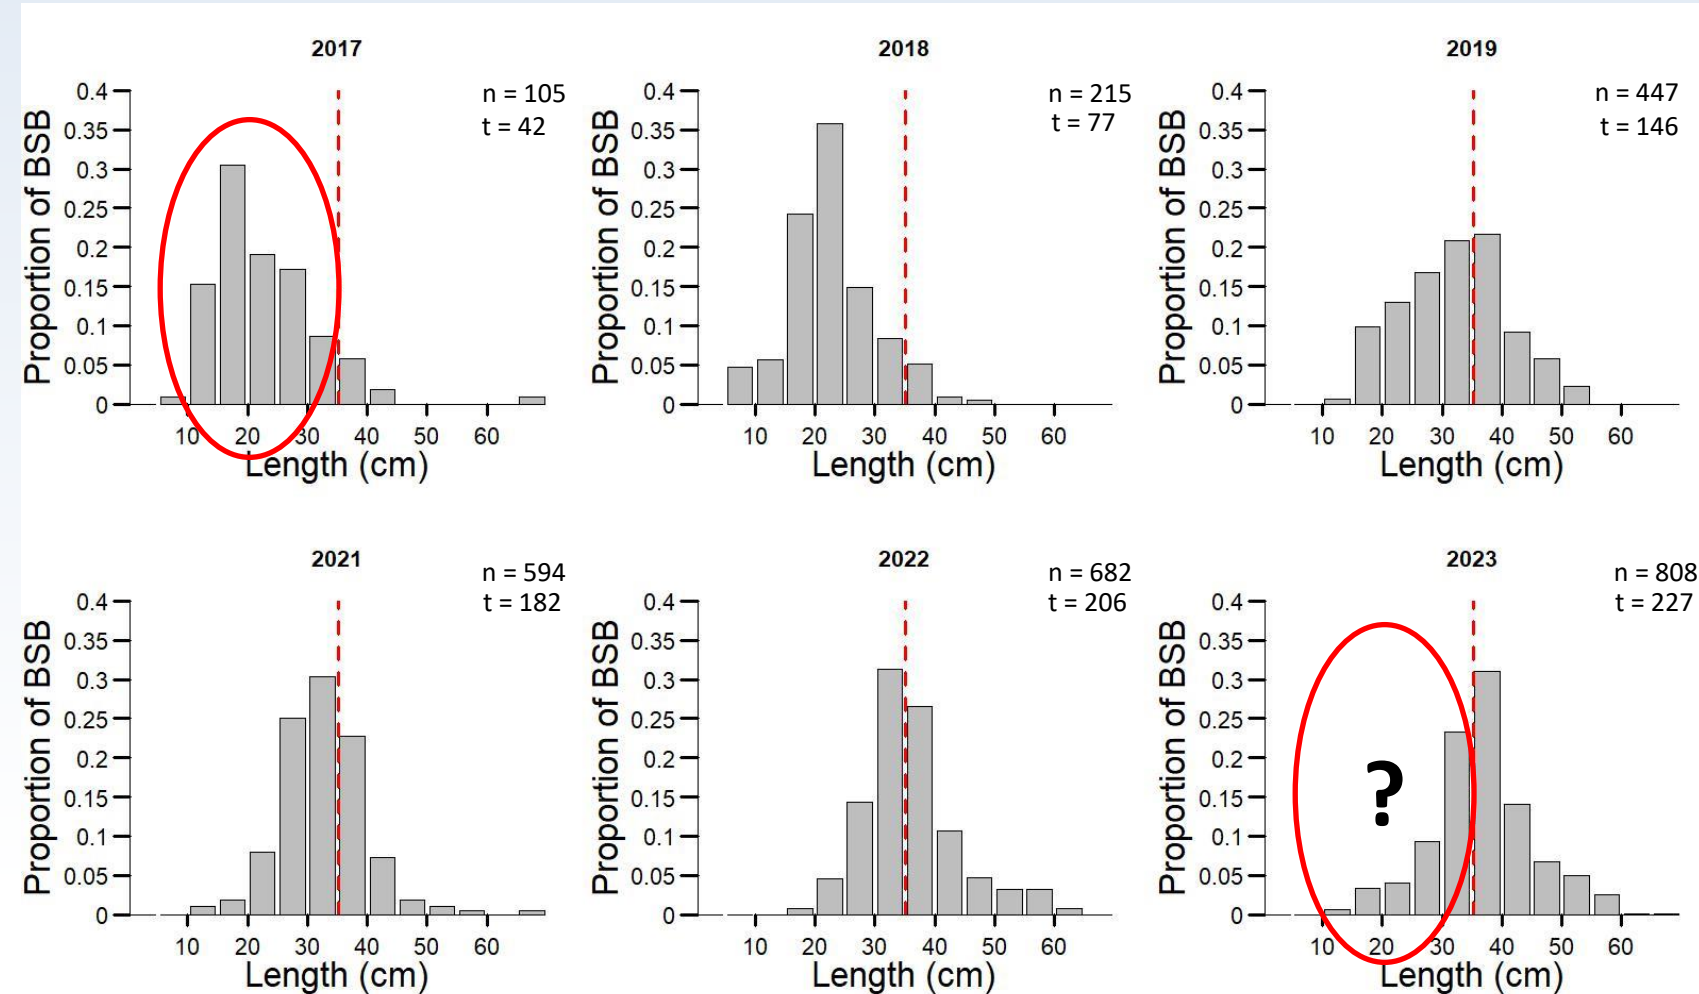 2017
n = 105
t = 42
0.4
0.35
0.3
0.25
0.2
0.15
0.1
0.05
0
Proportion of BSB
10 20 30 40 50 60
Length (cm)
2018
n = 215
t = 77
0.4
0.35
0.3
0.25
0.2
0.15
0.1
0.05
0
Proportion of BSB
10 20 30 40 50 60
Length (cm)
2019
n = 447
t = 146
0.4
0.35
0.3
0.25
0.2
0.15
0.1
0.05
0
Proportion of BSB
10 20 30 40 50 60
Length (cm)
2021
n = 594
t = 182
0.4
0.35
0.3
0.25
0.2
0.15
0.1
0.05
0
Proportion of BSB
10 20 30 40 50 60
Length (cm)
2022
n = 682
t = 206
0.4
0.35
0.3
0.25
0.2
0.15
0.1
0.05
0
Proportion of BSB
10 20 30 40 50 60
Length (cm)
2023
n = 808
t = 227
0.4
0.35
0.3
0.25
0.2
0.15
0.1
0.05
0
Proportion of BSB
?
10 20 30 40 50 60
Length (cm)